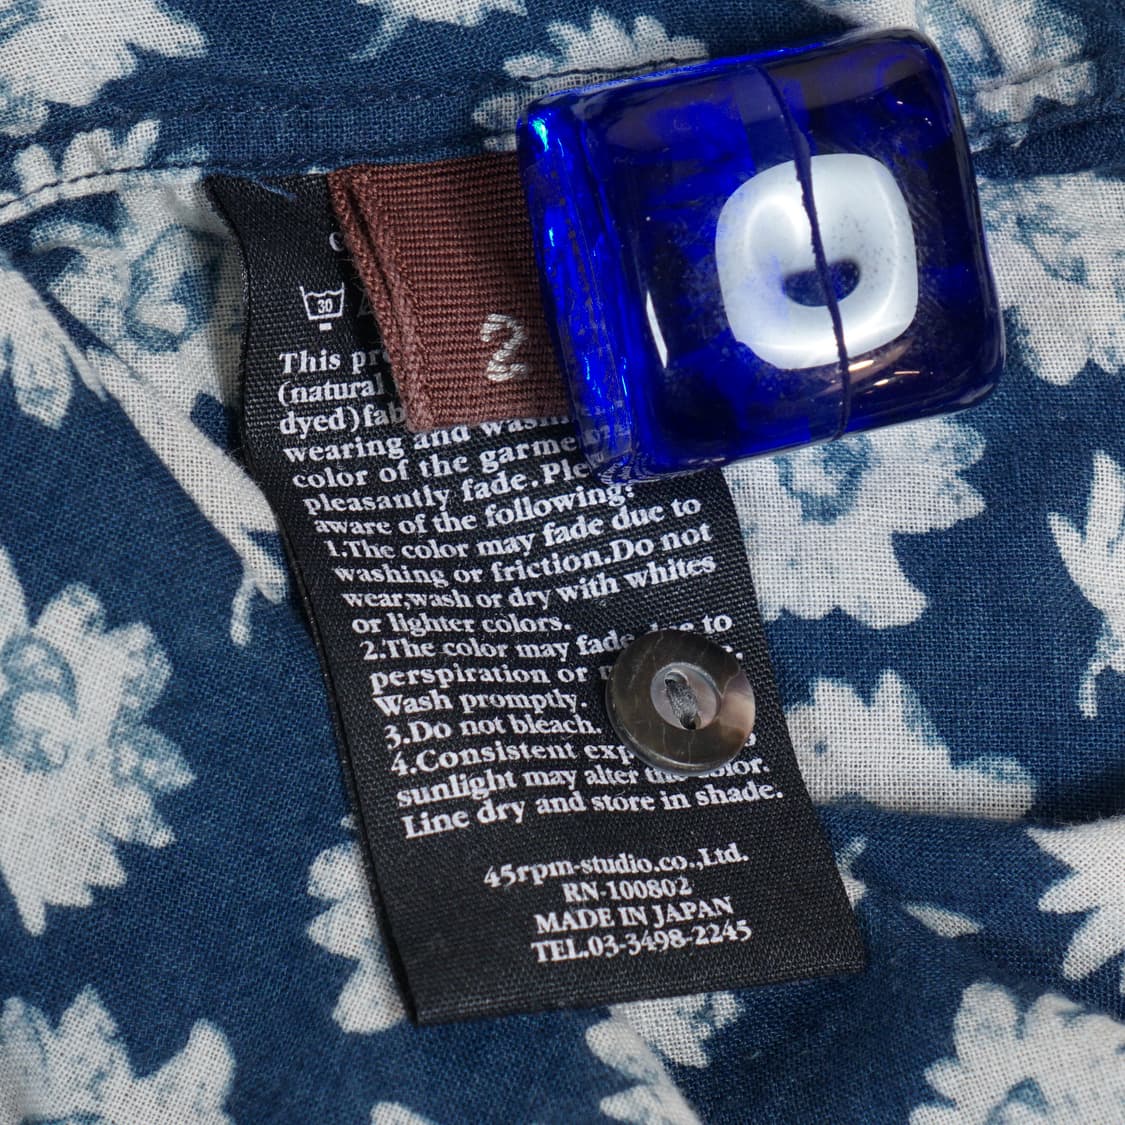 30
2
This
(natural
dyed)
wearing and
color of the garme
pleasantly fade.Ple
aware of the following:
1.The color may fade due to
washing or friction.Do not
wear,wash or dry with whites
or lighter colors.
2.The color may fade to
perspiration or
Wash promptly.
3.Do not bleach.
4.Consistent exp
sunlight may alter the color.
Line dry and store in shade.
45rpm-studio.co.,Ltd.
RN-100802
MADE IN JAPAN
TEL.03-3498-2245